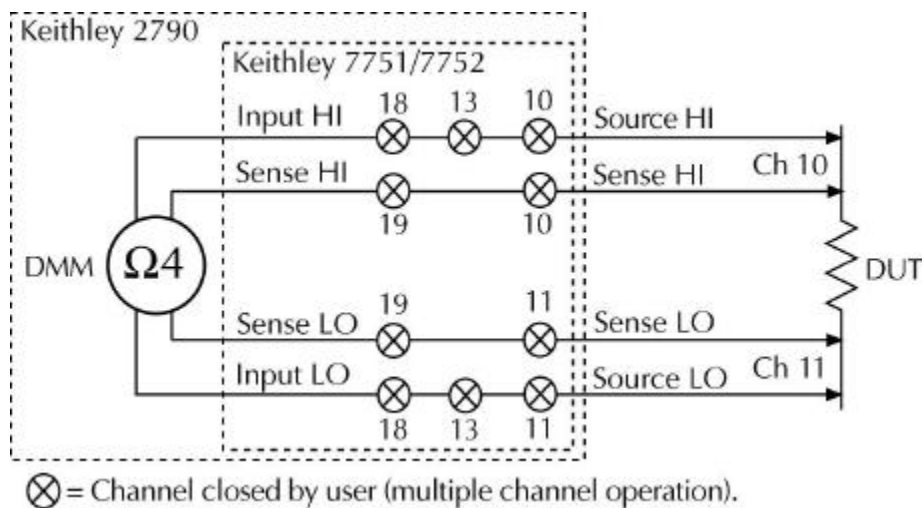 Keithley 2790
Keithley 7751/7752
Input HI
18
13
10
Source HI
Ch 10
Sense HI
19
10
Sense HI
DMM
Ω4
DUT
Sense LO
19
11
Sense LO
Input LO
18
13
11
Source LO
Ch 11
= Channel closed by user (multiple channel operation).